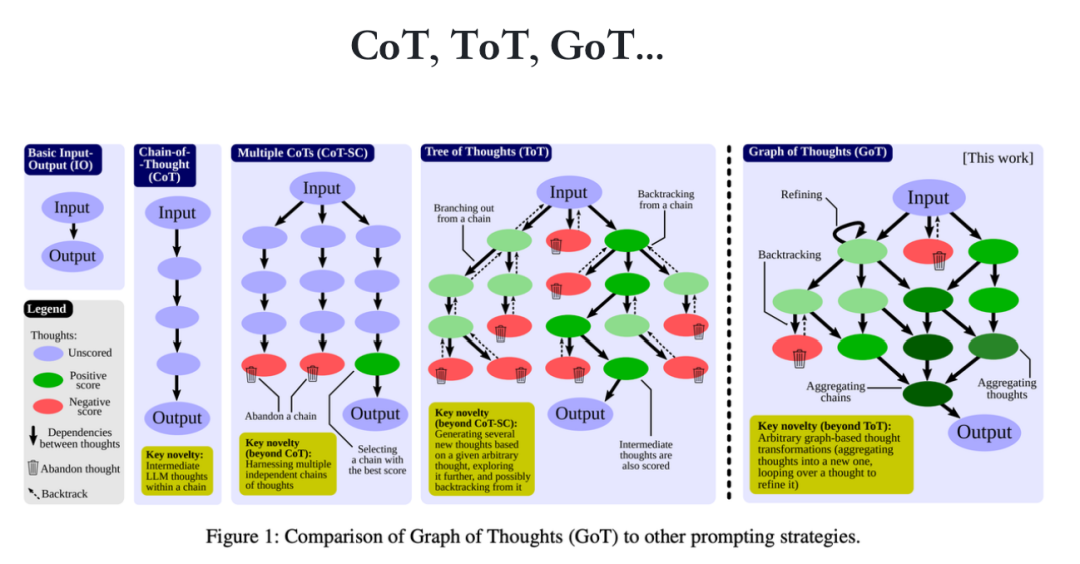 CoT, ToT, GoT...
Basic Input-
Output (IO)
Input
Output
Legend
Thoughts:
Unscored
Positive
score
Negative
score
Dependencies
between thoughts
Abandon thought
Backtrack
Chain-of-
-Thought
(CoT)
Input
Output
Key novelty:
Intermediate
LLM thoughts
within a chain
Multiple CoTs (CoT-SC)
Input
Abandon a chain
Output
Selecting
a chain with
the best score
Key novelty
(beyond CoT):
Harnessing multiple
independent chains
of thoughts
Tree of Thoughts (ToT)
Input
Branching out
from a chain
Backtracking
from a chain
Output
Intermediate
thoughts are
also scored
Key novelty
(beyond CoT-SC):
Generating several
new thoughts based
on a given arbitrary
thought, exploring
it further, and possibly
backtracking from it
Graph of Thoughts (GoT)
[This work]
Refining
Input
Backtracking
Aggregating
chains
Aggregating
thoughts
Output
Key novelty (beyond ToT):
Arbitrary graph-based thought
transformations (aggregating
thoughts into a new one,
looping over a thought to
refine it)
Figure 1: Comparison of Graph of Thoughts (GoT) to other prompting strategies.